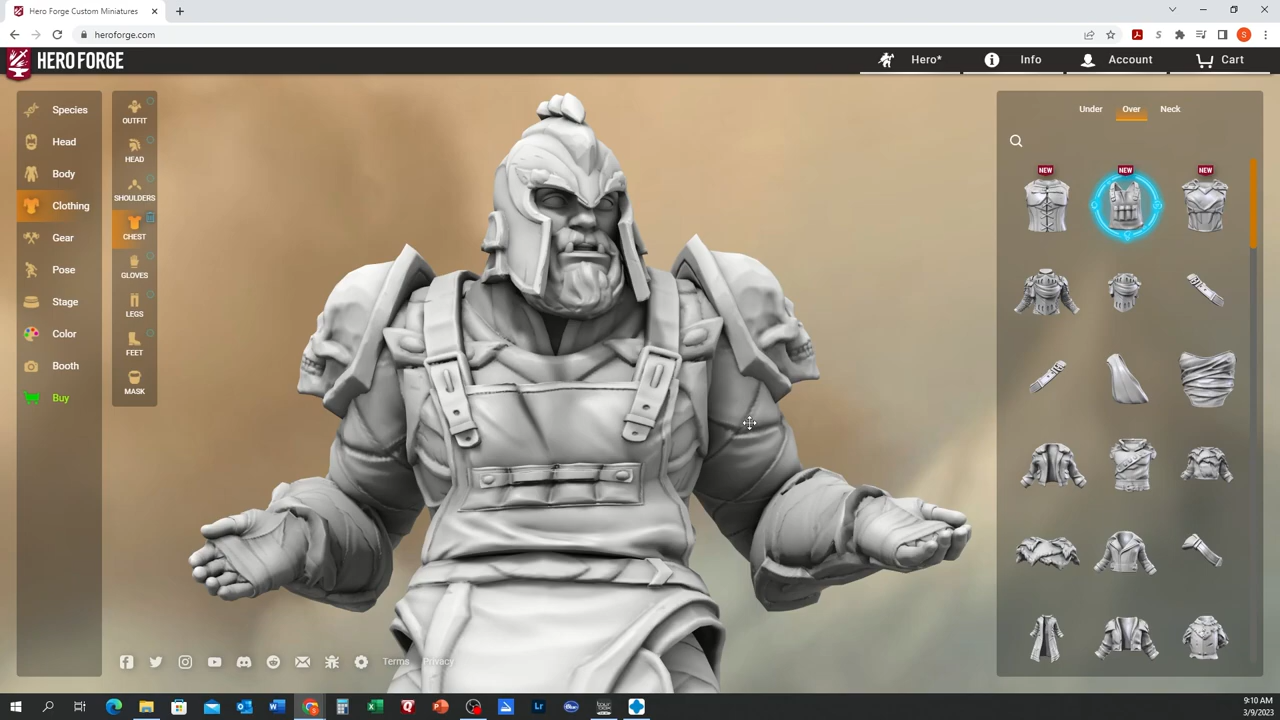 Hero Forge Custom Miniatures
heroforge.com
S
HERO FORGE
Hero*
Info
Account
Cart
Species
Head
Body
Clothing
Gear
Pose
Stage
Color
Booth
Buy
OUTFIT
HEAD
SHOULDERS
CHEST
GLOVES
LEGS
FEET
MASK
Under
Over
Neck
NEW
NEW
NEW
Terms
Privacy
Lr
9:10 AM
3/9/2023